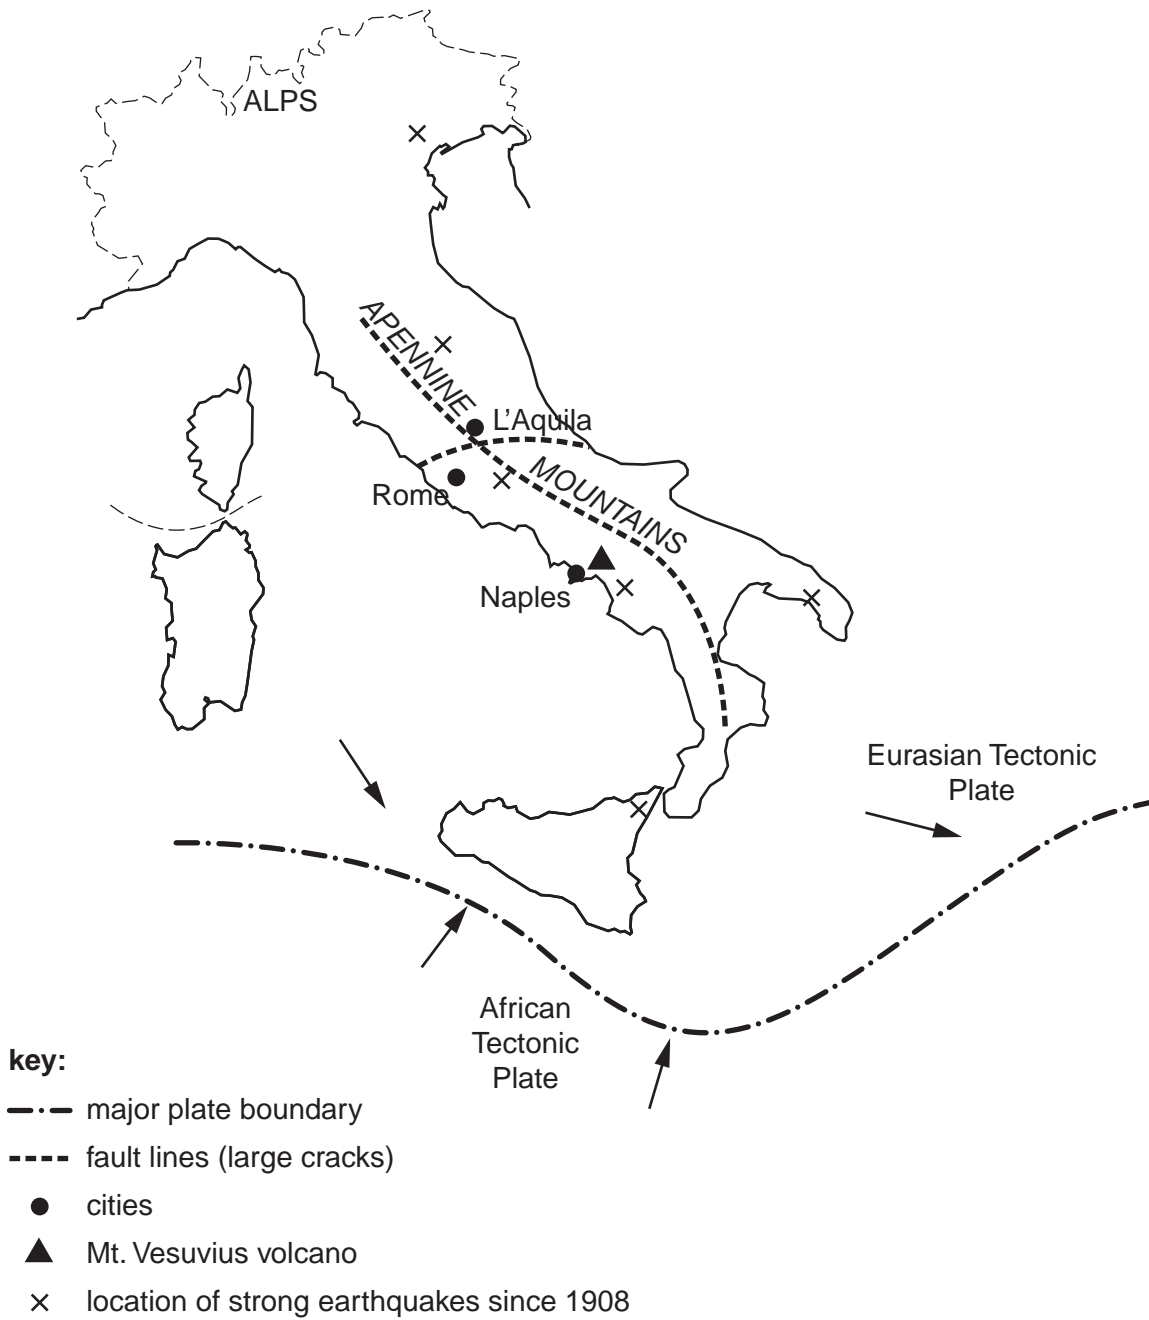 ALPS
APENNINE
L’Aquila
MOUNTAINS
Rome
Naples
Eurasian Tectonic
Plate
African
Tectonic
Plate
key:
major plate boundary
fault lines (large cracks)
cities
Mt. Vesuvius volcano
location of strong earthquakes since 1908